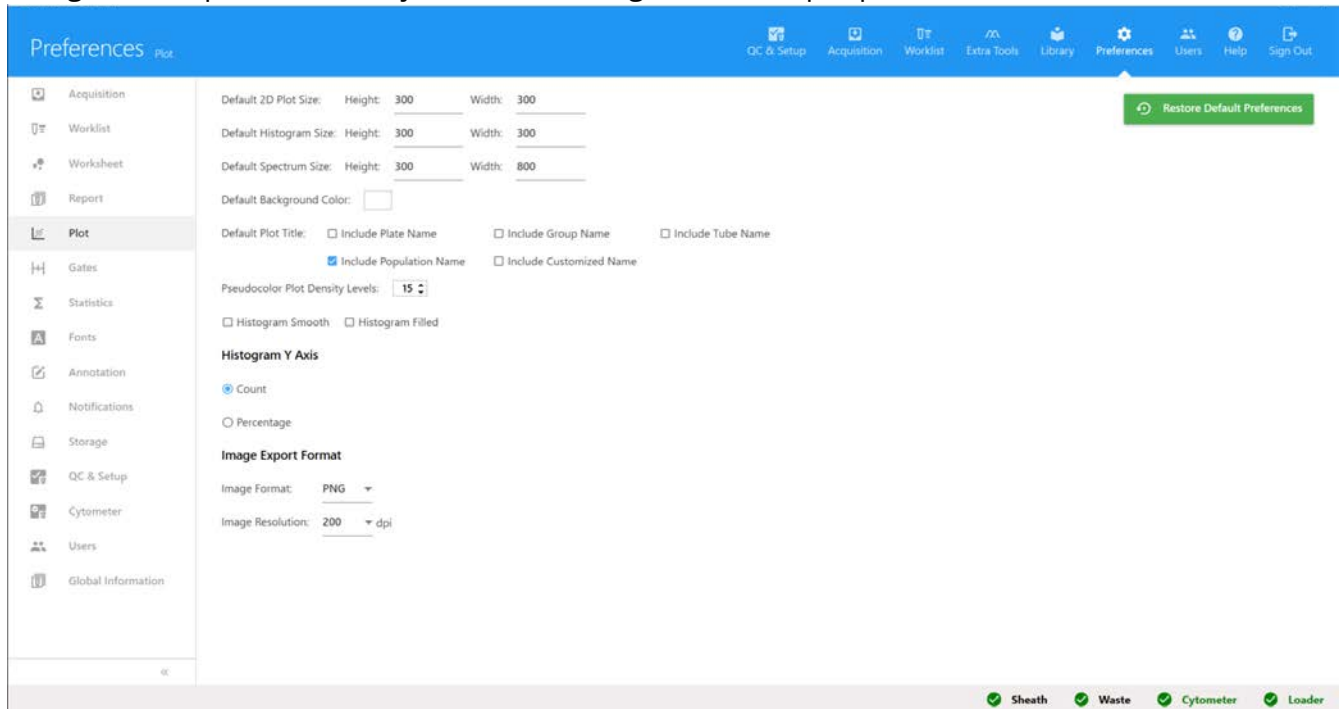 Preferences Plot
QC & Setup Acquisition Worklist Extra Tools Library Preferences Users Help Sign Out
Restore Default Preferences
Acquisition
Worklist
Worksheet
Report
Plot
Gates
Statistics
Fonts
Annotation
Notifications
Storage
QC & Setup
Cytometer
Users
Global Information
Default 2D Plot Size: Height: 300 Width: 300
Default Histogram Size: Height: 300 Width: 300
Default Spectrum Size: Height: 300 Width: 800
Default Background Color:
Default Plot Title: Include Plate Name Include Group Name Include Tube Name
Include Population Name Include Customized Name
Pseudocolor Plot Density Levels: 15
Histogram Smooth Histogram Filled
Histogram Y Axis
Count
Percentage
Image Export Format
Image Format: PNG
Image Resolution: 200 dpi
Sheath Waste Cytometer Loader